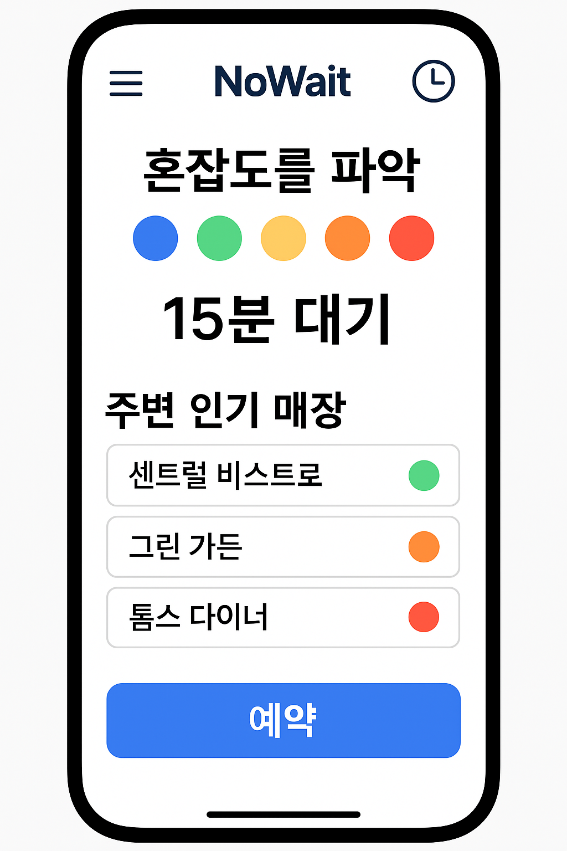 NoWait
혼잡도를 파악
15분 대기
주변 인기 매장
센트럴 비스트로
그린 가든
톰스 다이너
예약